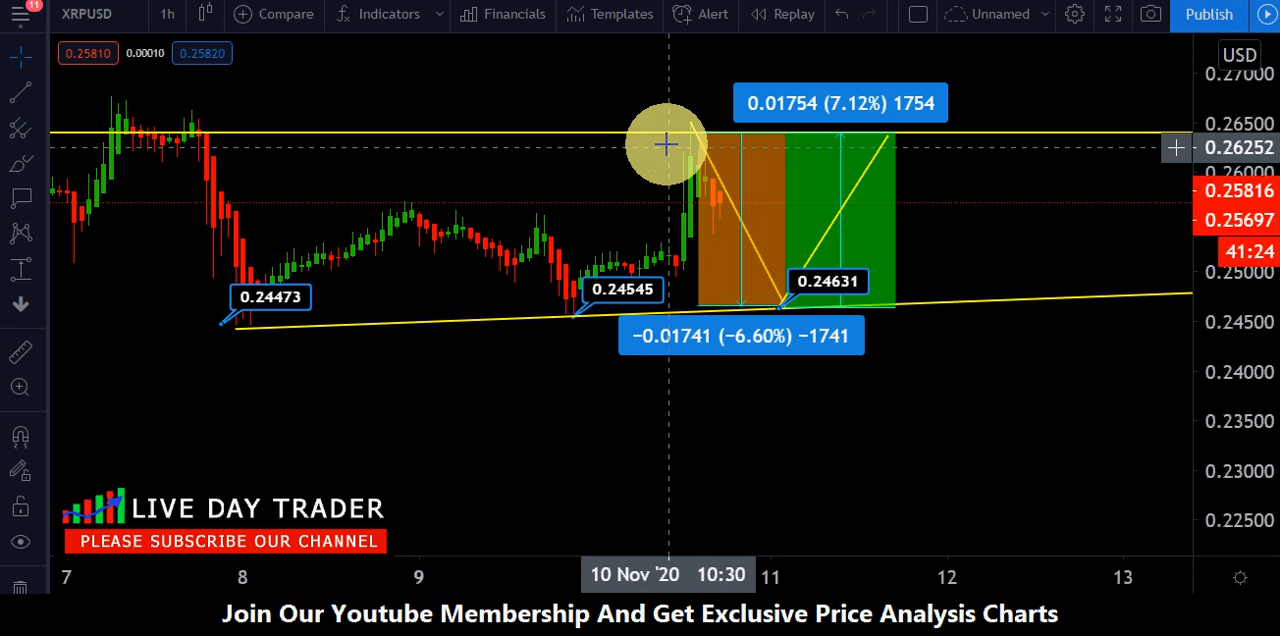 11
XRPUSD 1h Compare Indicators Financials Templates Alert Replay Unnamed Publish
0.25810 0.00010 0.25820
USD
0.27000
0.01754 (7.12%) 1754
0.26500
0.26252
0.26000
0.25816
0.25697
41:24
0.25000
0.24473
0.24545
0.24631
0.24500
−0.01741 (−6.60%) −1741
0.24000
0.23500
0.23000
0.22500
LIVE DAY TRADER
PLEASE SUBSCRIBE OUR CHANNEL
7 8 9 10 Nov '20 10:30 11 12 13
Join Our Youtube Membership And Get Exclusive Price Analysis Charts